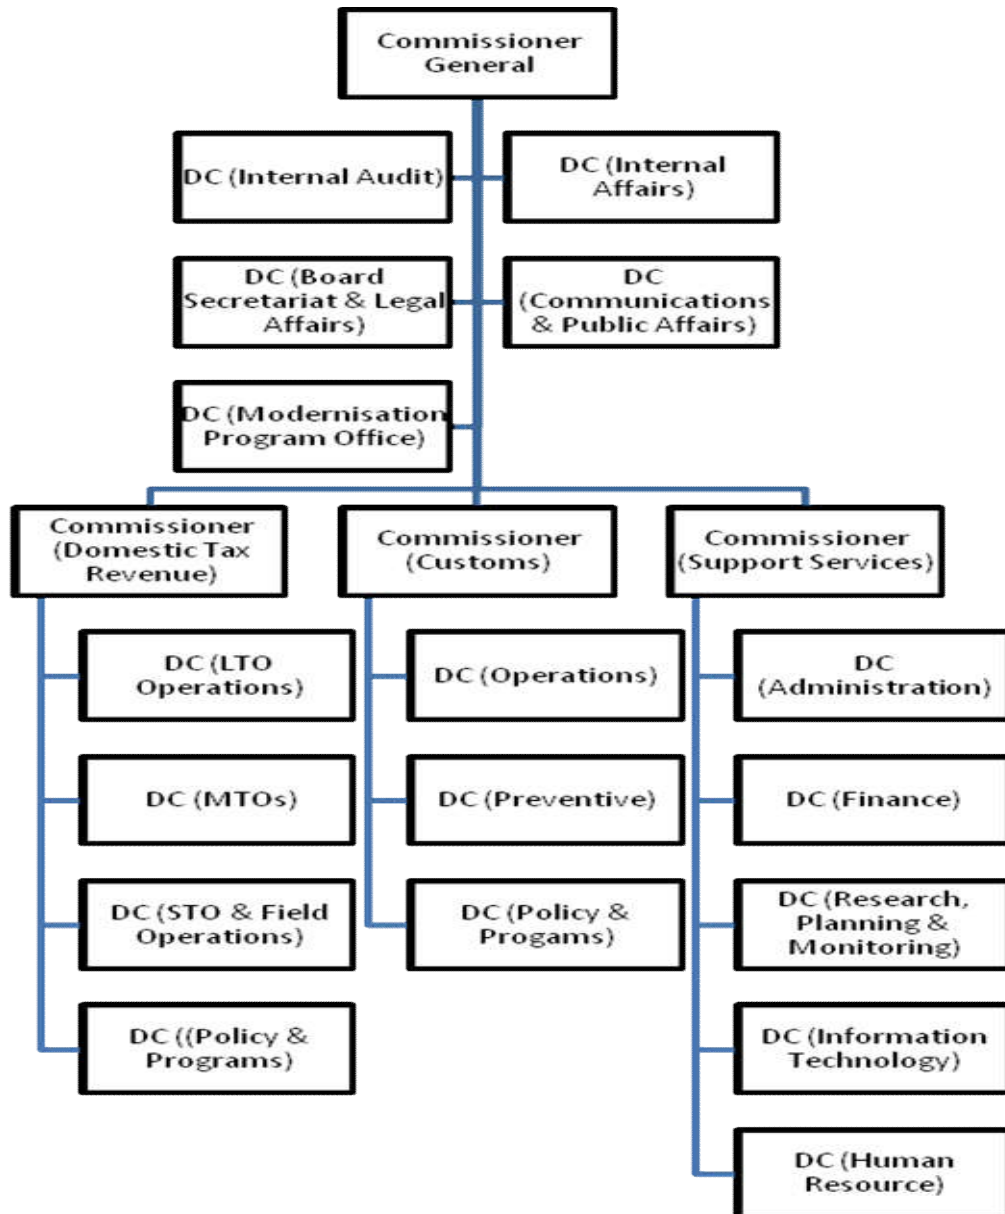 Commissioner
General
DC (Internal Audit)
DC (Internal
Affairs)
DC (Board
Secretariat & Legal
Affairs)
DC
(Communications
& Public Affairs)
DC (Modernisation
Program Office)
Commissioner
(Domestic Tax
Revenue)
Commissioner
(Customs)
Commissioner
(Support Services)
DC (LTO
Operations)
DC (MTOs)
DC (STO & Field
Operations)
DC ((Policy &
Programs)
DC (Operations)
DC (Preventive)
DC (Policy &
Progams)
DC
(Administration)
DC (Finance)
DC (Research,
Planning &
Monitoring)
DC (Information
Technology)
DC (Human
Resource)